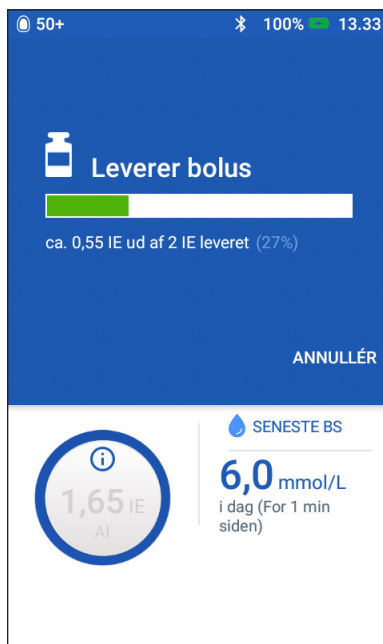 50+ 100% 13.33
Leverer bolus
ca. 0,55 IE ud af 2 IE leveret (27%)
ANNULLÉR
1,65 IE
AI
SENESTE BS
6,0 mmol/L
i dag (For 1 min
siden)